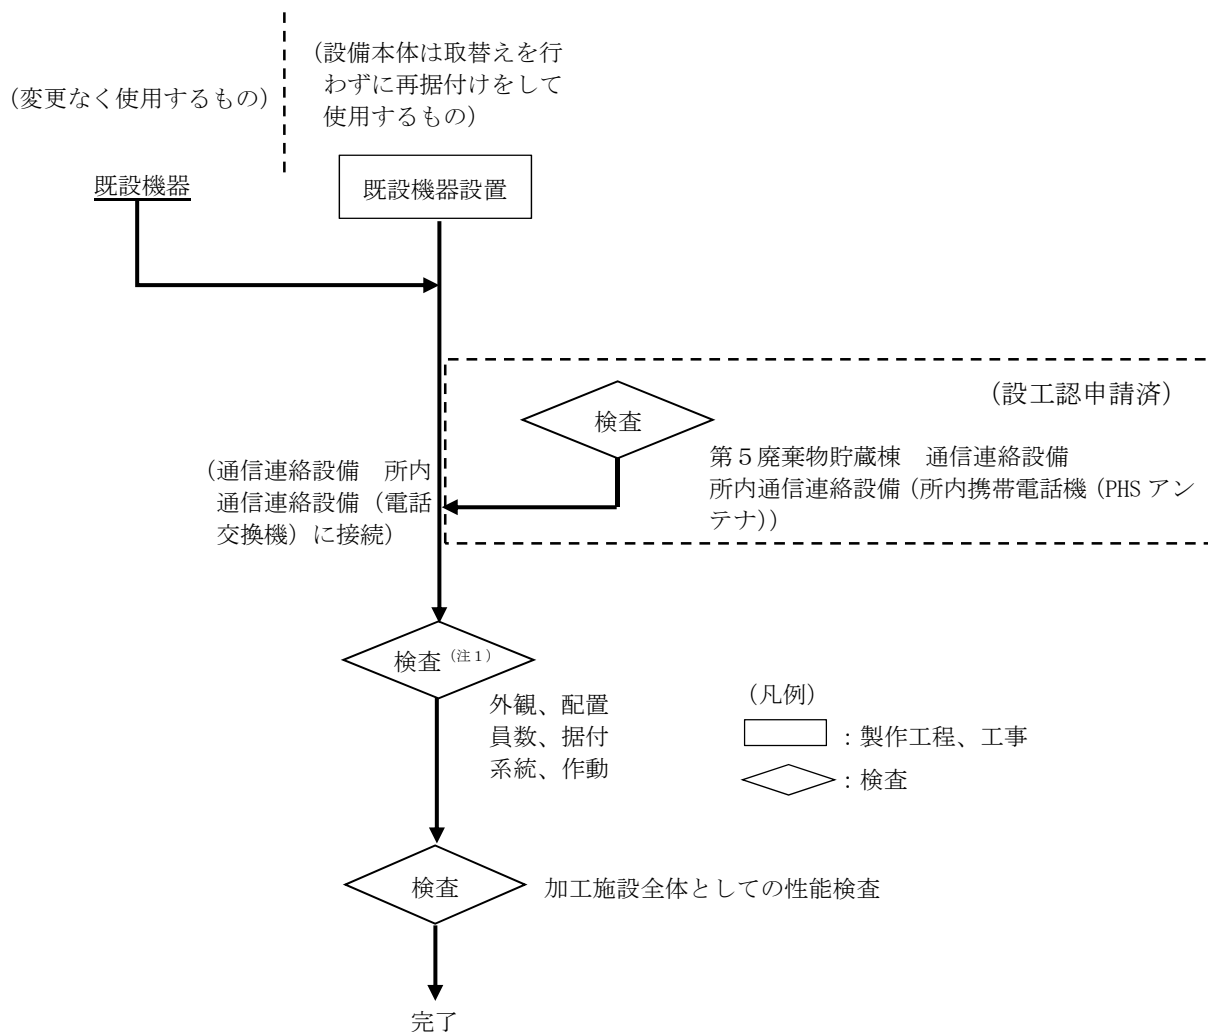 (設備本体は取替えを行
わずに再据付けをして
使用するもの)
(変更なく使用するもの)
既設機器
既設機器設置
(設工認申請済)
検査
第５廃棄物貯蔵棟　通信連絡設備
所内通信連絡設備(所内携帯電話機(PHS アン
テナ))
(通信連絡設備　所内
通信連絡設備（電話
交換機）に接続)
検査（注１）
外観、配置
員数、据付
系統、作動
(凡例)
：製作工程、工事
：検査
検査
加工施設全体としての性能検査
完了